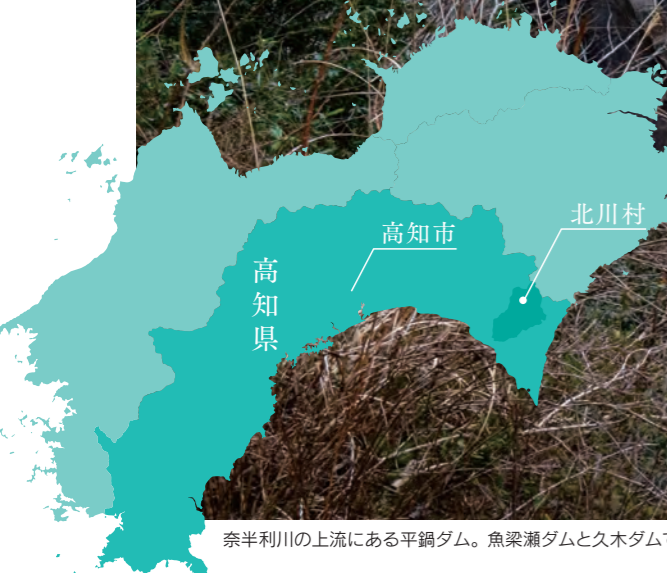 北川村
高知市
高知県
奈半利川の上流にある平鍋ダム。魚梁瀬ダムと久木ダムで